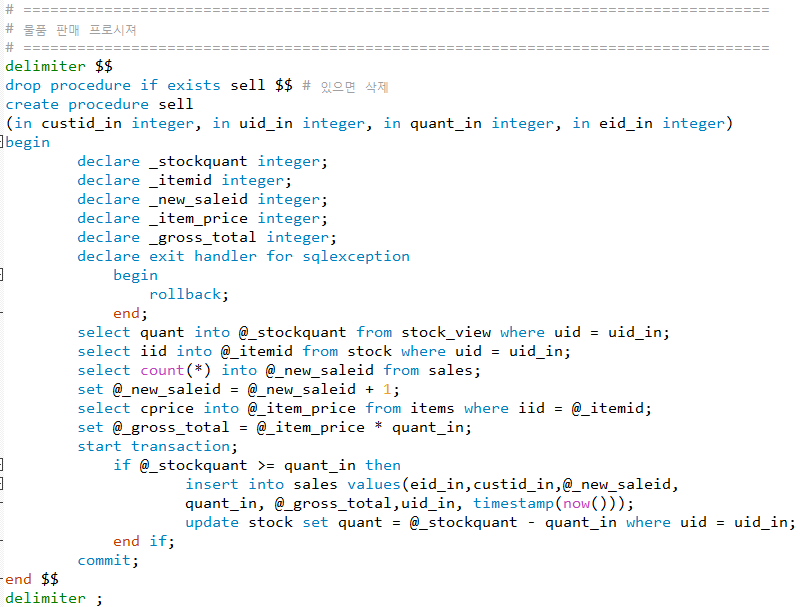 # ===================================================================================
# 물품 판매 프로시져
# ===================================================================================
delimiter $$
drop procedure if exists sell $$ # 있으면 삭제
create procedure sell
(in custid_in integer, in uid_in integer, in quant_in integer, in eid_in integer)
begin
declare _stockquant integer;
declare _itemid integer;
declare _new_saleid integer;
declare _item_price integer;
declare _gross_total integer;
declare exit handler for sqlexception
begin
rollback;
end;
select quant into @_stockquant from stock_view where uid = uid_in;
select iid into @_itemid from stock where uid = uid_in;
select count(*) into @_new_saleid from sales;
set @_new_saleid = @_new_saleid + 1;
select cprice into @_item_price from items where iid = @_itemid;
set @_gross_total = @_item_price * quant_in;
start transaction;
if @_stockquant >= quant_in then
insert into sales values(eid_in,custid_in,@_new_saleid,
quant_in, @_gross_total,uid_in, timestamp(now()));
update stock set quant = @_stockquant - quant_in where uid = uid_in;
end if;
commit;
end $$
delimiter ;